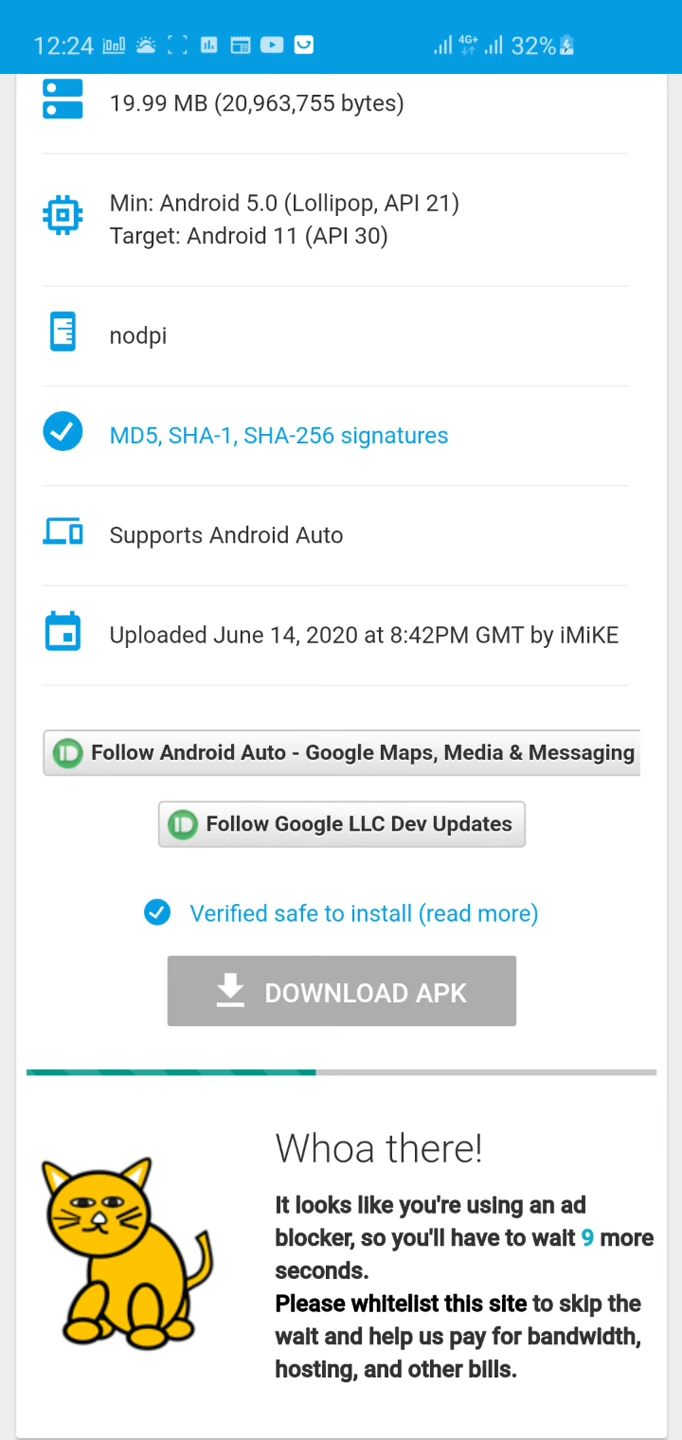 12:24 4G+ 32%
19.99 MB (20,963,755 bytes)
Min: Android 5.0 (Lollipop, API 21)
Target: Android 11 (API 30)
nodpi
MD5, SHA-1, SHA-256 signatures
Supports Android Auto
Uploaded June 14, 2020 at 8:42PM GMT by iMiKE
Follow Android Auto - Google Maps, Media & Messaging
Follow Google LLC Dev Updates
Verified safe to install (read more)
DOWNLOAD APK
Whoa there!
It looks like you're using an ad
blocker, so you'll have to wait 9 more
seconds.
Please whitelist this site to skip the
wait and help us pay for bandwidth,
hosting, and other bills.